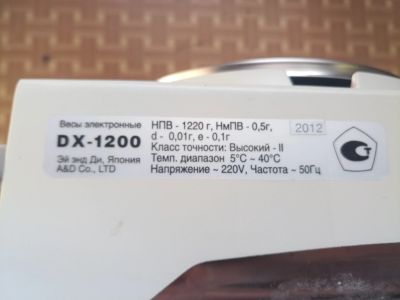 Весы электронные
DX-1200
Эй энд Ди, Япония
A&D Co., LTD
НПВ - 1220 г, НмПВ - 0,5г,
d - 0,01г, е - 0,1г
Класс точности: Высокий - II
Темп. диапазон 5°С ~ 40°С
Напряжение ~ 220V, Частота ~ 50Гц
2012